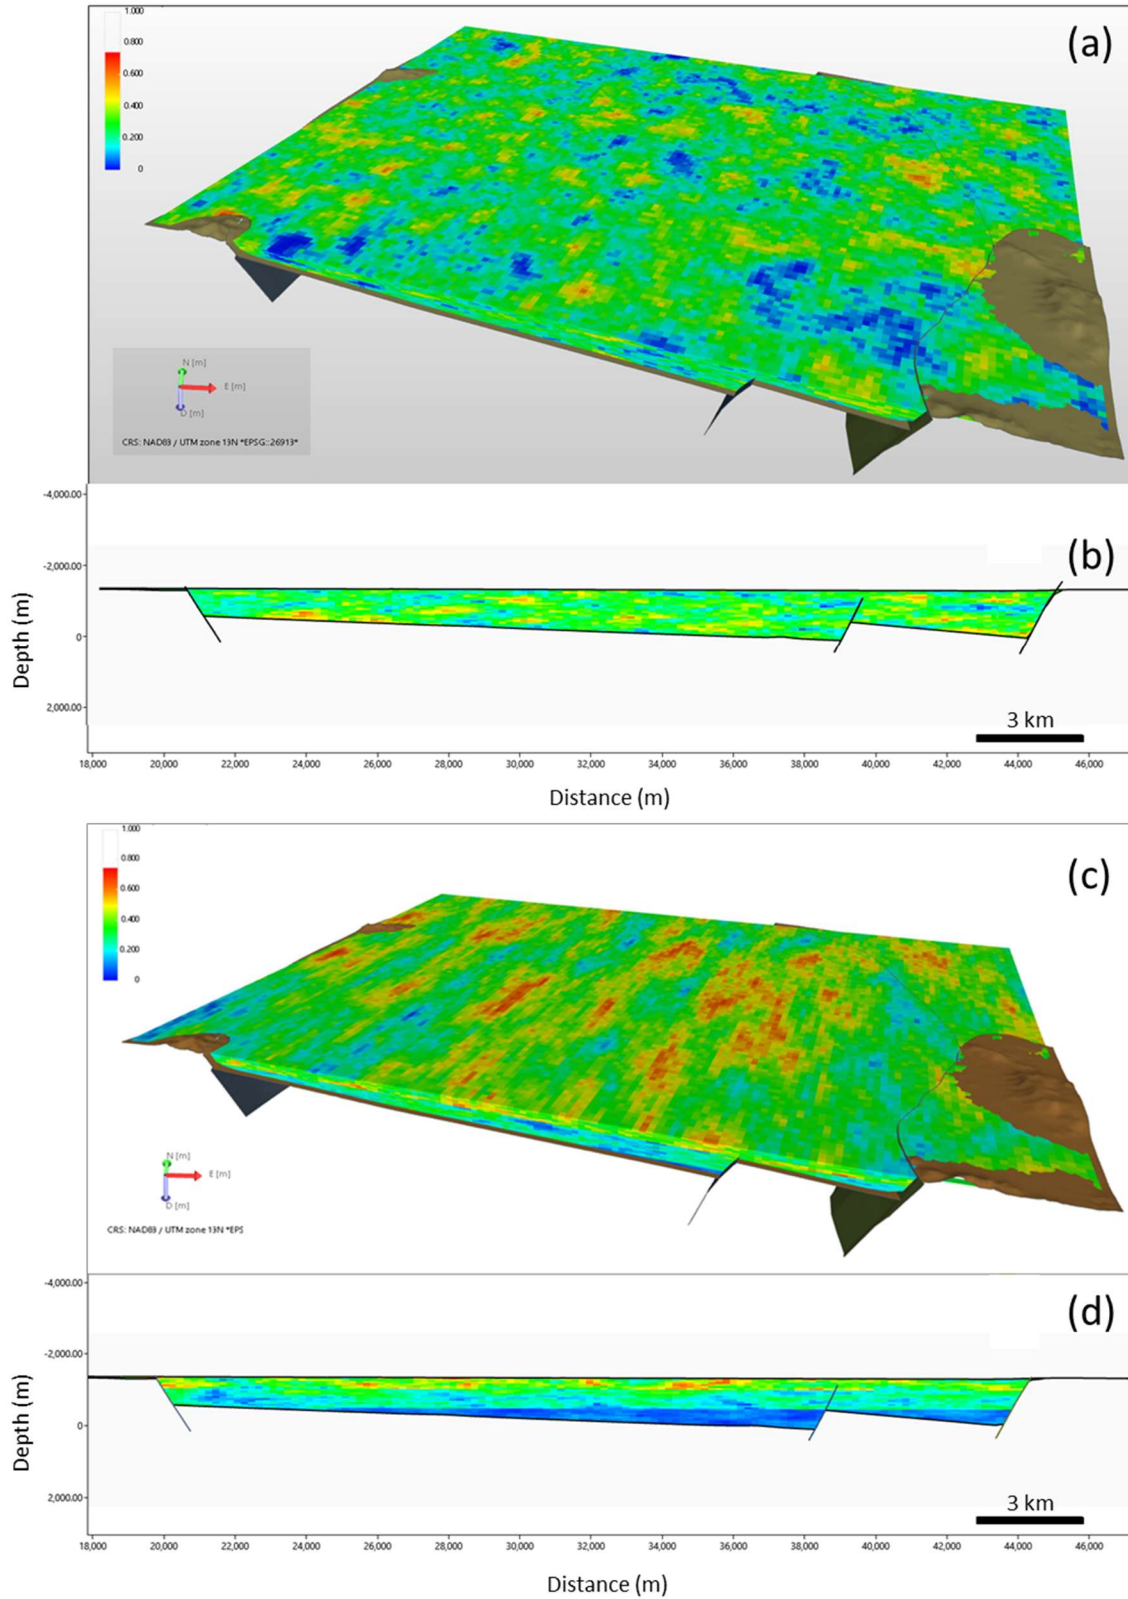 (a)
1.000
0.600
0.400
0.200
0
N [m]
E [m]
D [m]
CRS: NAD83 / UTM zone 13N *EPSG::26913*
(b)
-4,000.00
-2,000.00
0
2,000.00
Depth (m)
3 km
18,000 20,000 22,000 24,000 26,000 28,000 30,000 32,000 34,000 36,000 38,000 40,000 42,000 44,000 46,000
Distance (m)
(c)
1.000
0.800
0.600
0.400
0.200
0
N [m]
E [m]
D [m]
CRS: NAD83 / UTM zone 13N *EPS
(d)
-4,000.00
-2,000.00
0
2,000.00
Depth (m)
3 km
18,000 20,000 22,000 24,000 26,000 28,000 30,000 32,000 34,000 36,000 38,000 40,000 42,000 44,000 46,000
Distance (m)